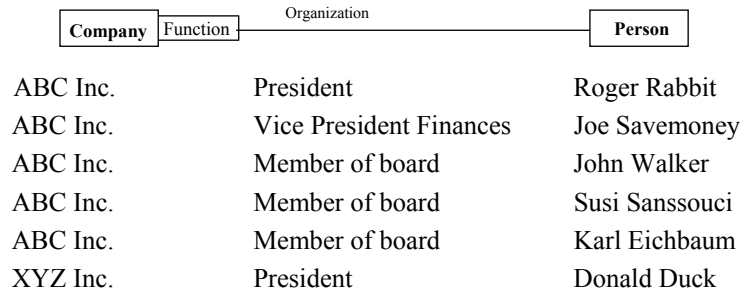 Organization
Company Function Person
ABC Inc. President Roger Rabbit
ABC Inc. Vice President Finances Joe Savemoney
ABC Inc. Member of board John Walker
ABC Inc. Member of board Susi Sanssouci
ABC Inc. Member of board Karl Eichbaum
XYZ Inc. President Donald Duck